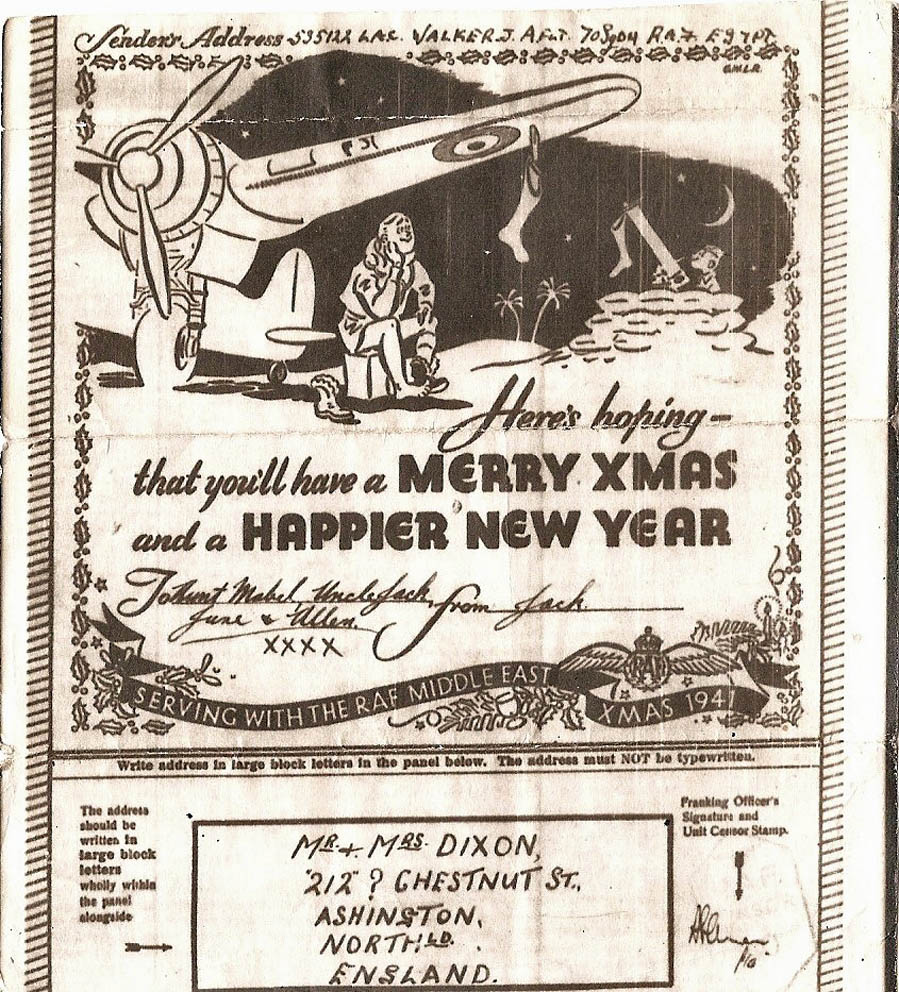 Sender's Address 535122 LAC. WALKER J. A FLT. 70 Sqdn R.A.F. EGYPT
G.M.L.R.
Here's hoping-
that you'll have a MERRY XMAS
and a HAPPIER NEW YEAR
To Aunt Mabel, Uncle Jack, from Jack.
June & Allen.
XXXX
RAF
SERVING WITH THE RAF MIDDLE EAST
XMAS 1941
Write address in large block letters in the panel below. The address must NOT be typewritten.
The address
should be
written in
large block
letters
wholly within
the panel
alongside
MR. + MRS. DIXON,
'212' ? CHESTNUT ST.,
ASHINGTON,
NORTHLD.
ENGLAND.
Franking Officer's
Signature and
Unit Censor Stamp.